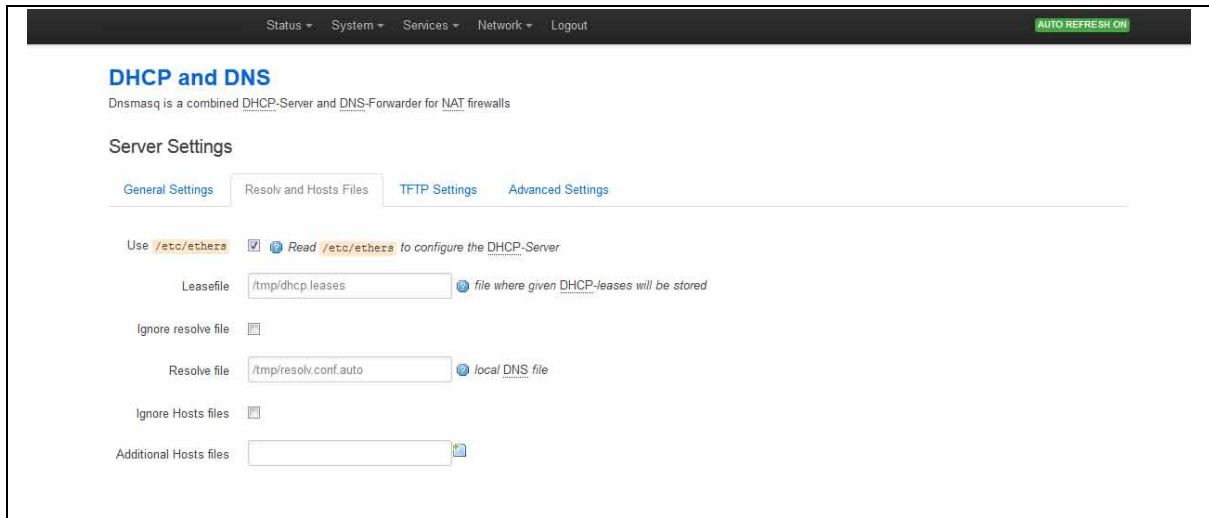 Status System Services Network Logout AUTO REFRESH ON
DHCP and DNS
Dnsmasq is a combined DHCP-Server and DNS-Forwarder for NAT firewalls
Server Settings
General Settings Resolv and Hosts Files TFTP Settings Advanced Settings
Use /etc/ethers Read /etc/ethers to configure the DHCP-Server
Leasefile /tmp/dhcp.leases file where given DHCP-leases will be stored
Ignore resolve file
Resolve file /tmp/resolv.conf.auto local DNS file
Ignore Hosts files
Additional Hosts files